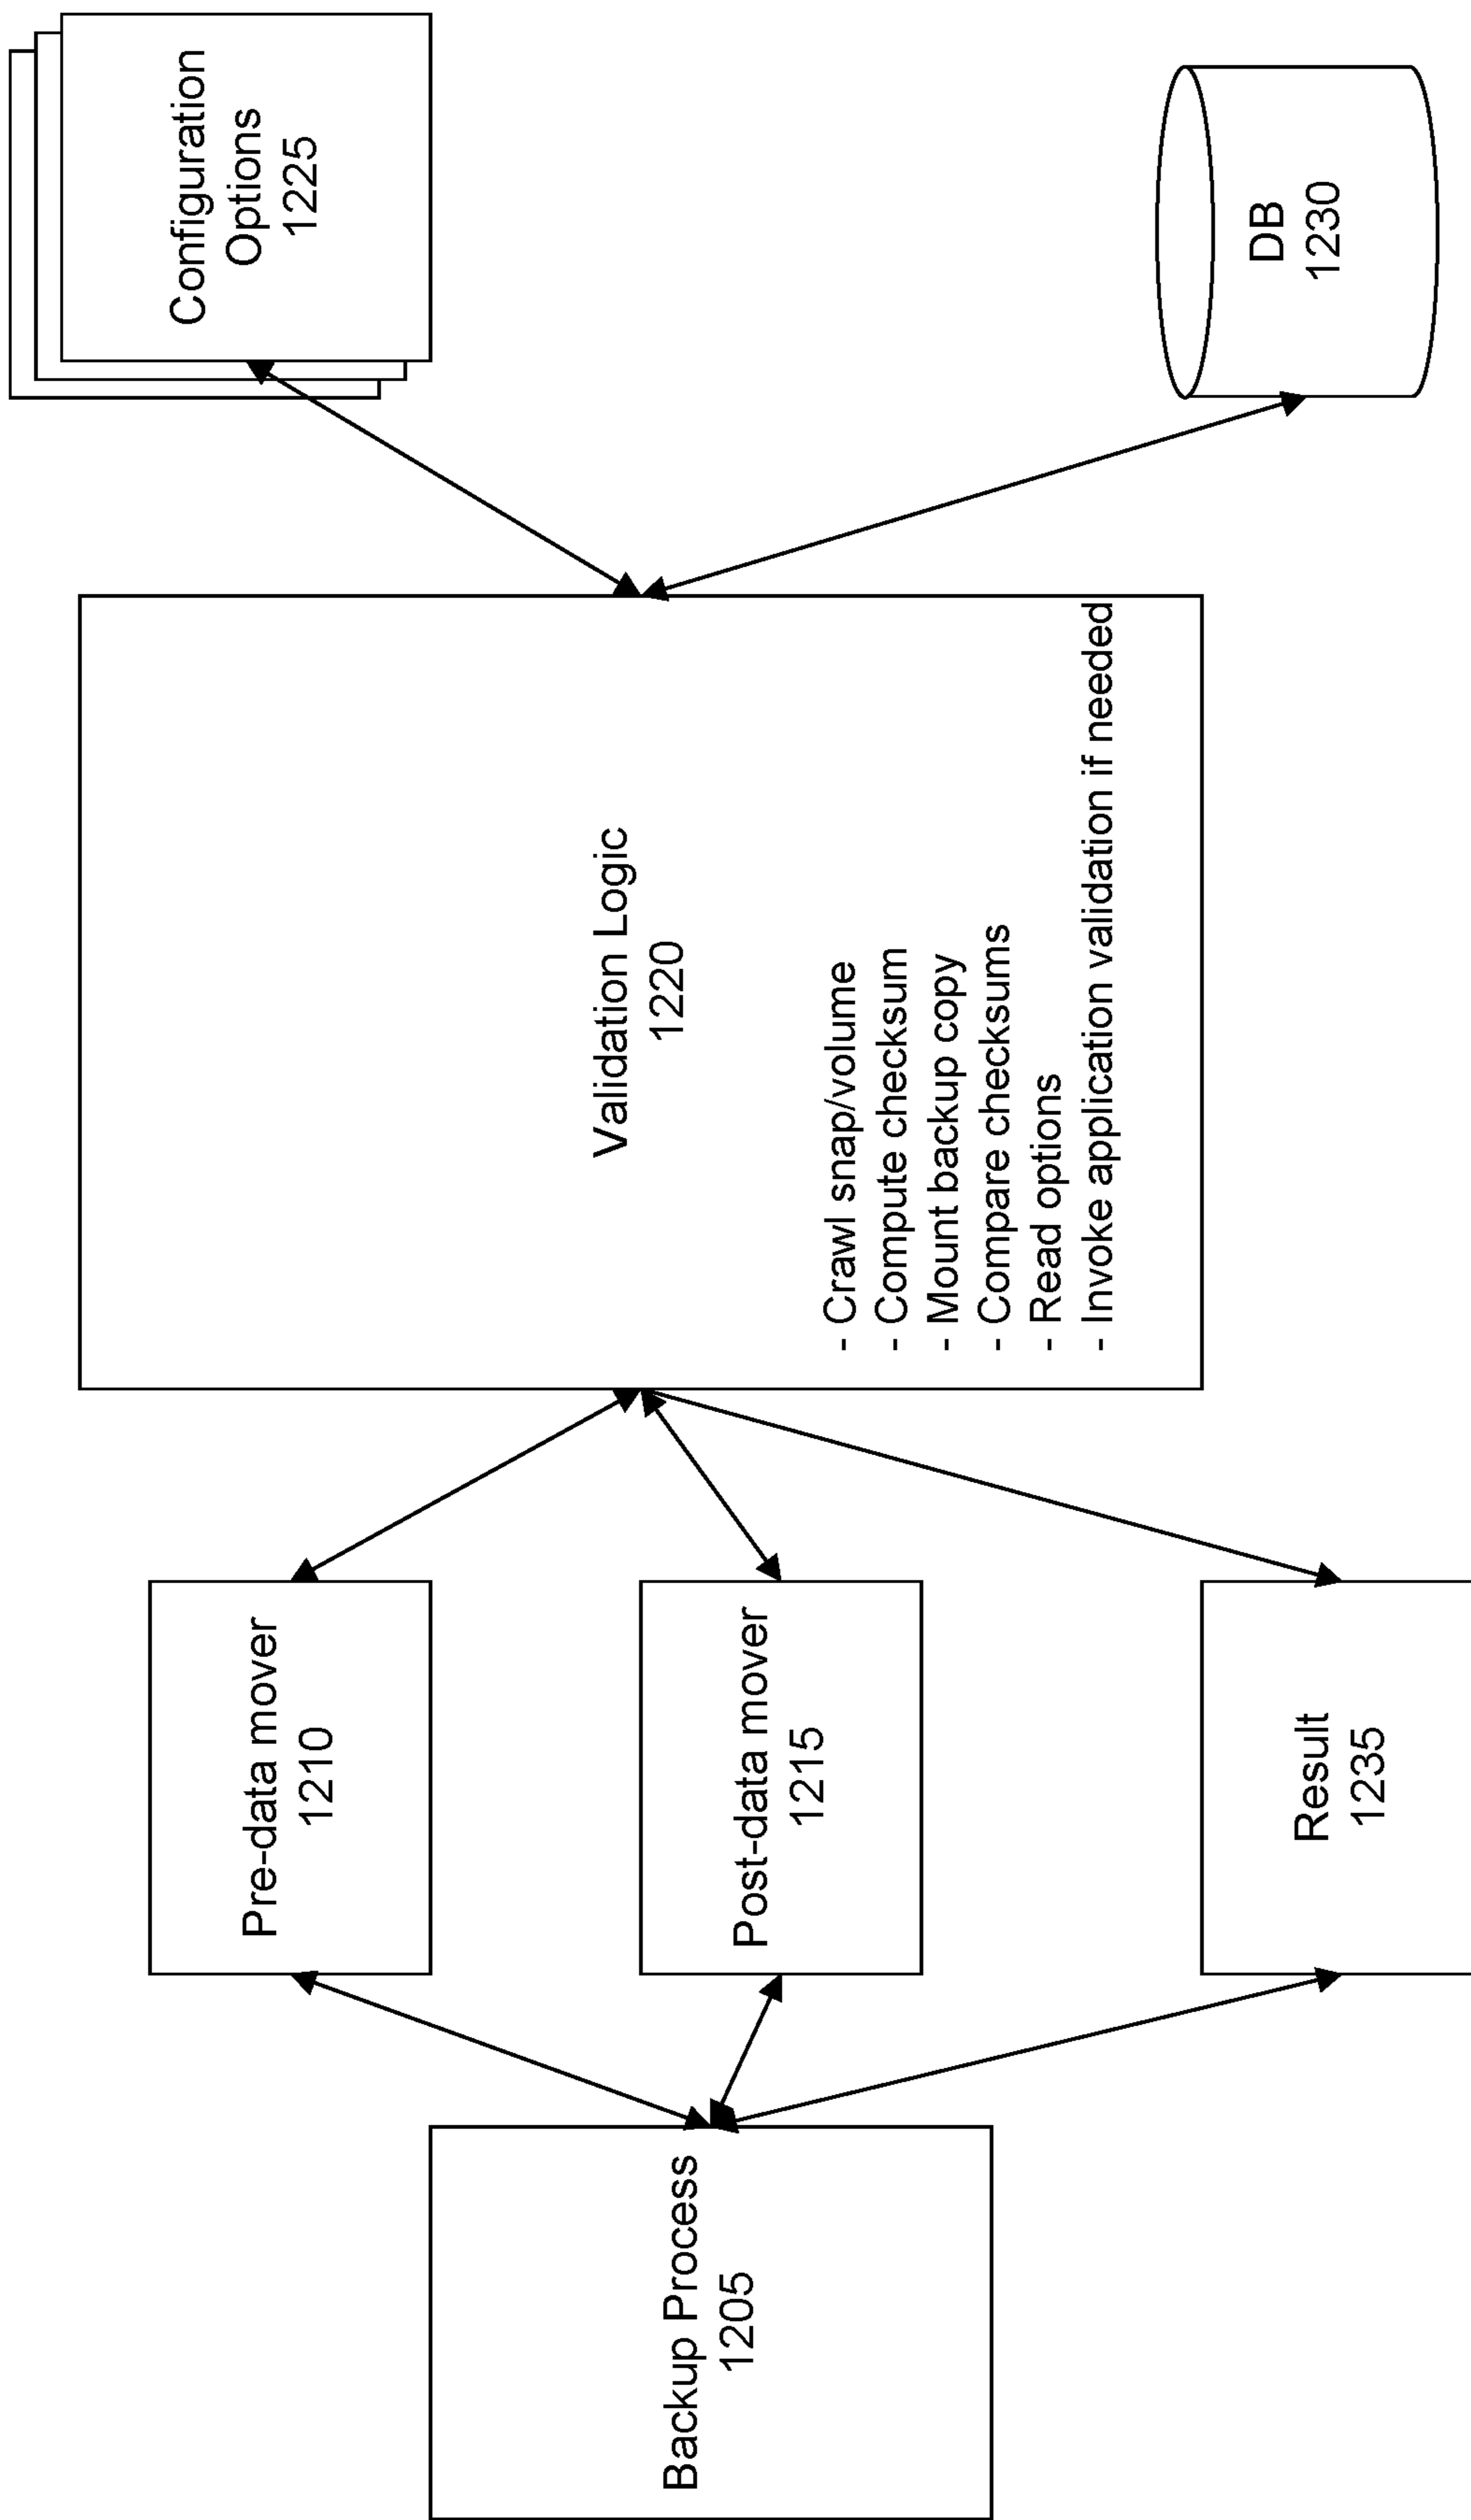 Backup Process
1205
Pre-data mover
1210
Post-data mover
1215
Result
1235
Validation Logic
1220
- Crawl snap/volume
- Compute checksum
- Mount backup copy
- Compare checksums
- Read options
- Invoke application validation if needed
Configuration
Options
1225
DB
1230